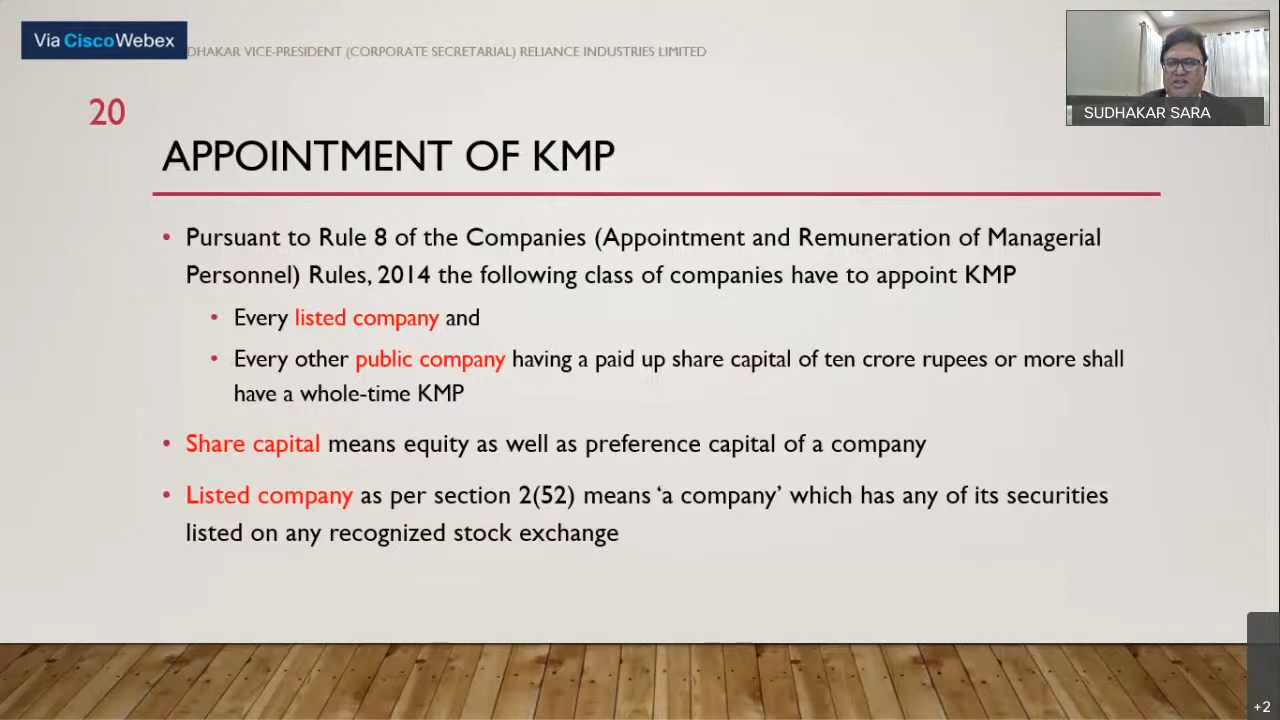 Via Cisco Webex
DHAKAR VICE-PRESIDENT (CORPORATE SECRETARIAL) RELIANCE INDUSTRIES LIMITED
SUDHAKAR SARA
20
APPOINTMENT OF KMP
• Pursuant to Rule 8 of the Companies (Appointment and Remuneration of Managerial
Personnel) Rules, 2014 the following class of companies have to appoint KMP
• Every listed company and
• Every other public company having a paid up share capital of ten crore rupees or more shall
have a whole-time KMP
• Share capital means equity as well as preference capital of a company
• Listed company as per section 2(52) means ‘a company’ which has any of its securities
listed on any recognized stock exchange
+2